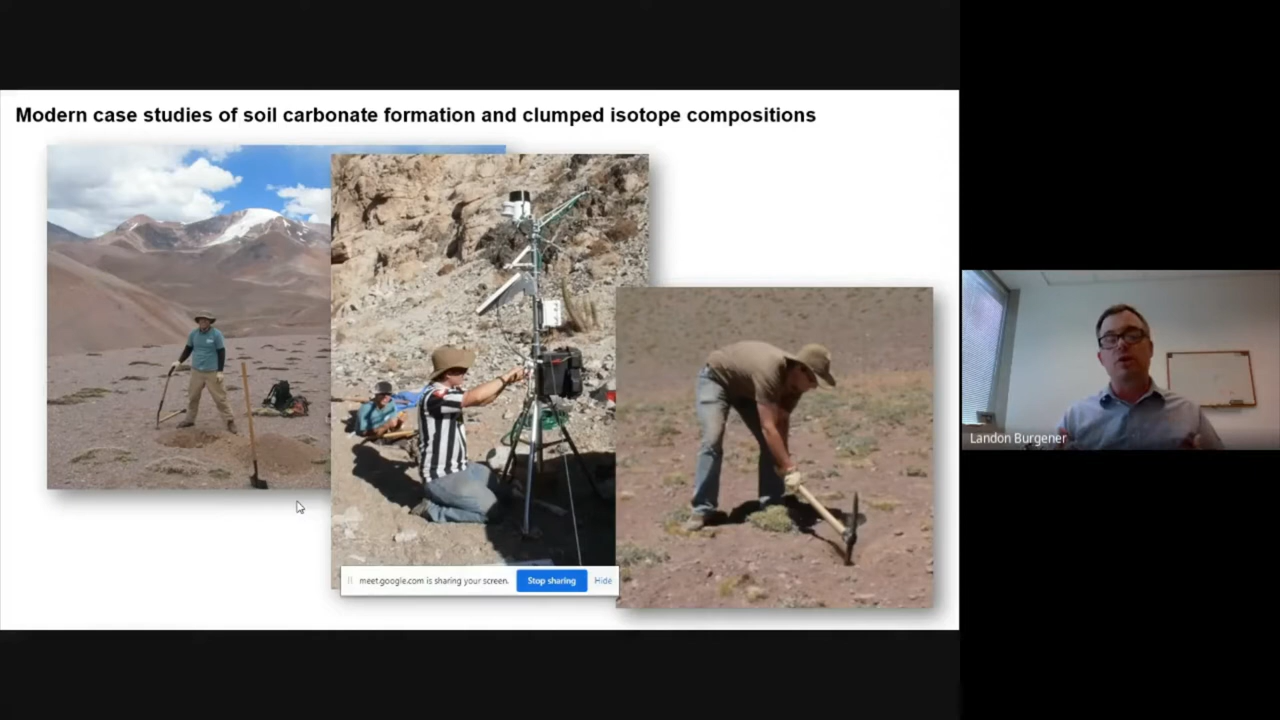 Modern case studies of soil carbonate formation and clumped isotope compositions
meet.google.com is sharing your screen.
Stop sharing
Hide
Landon Burgener